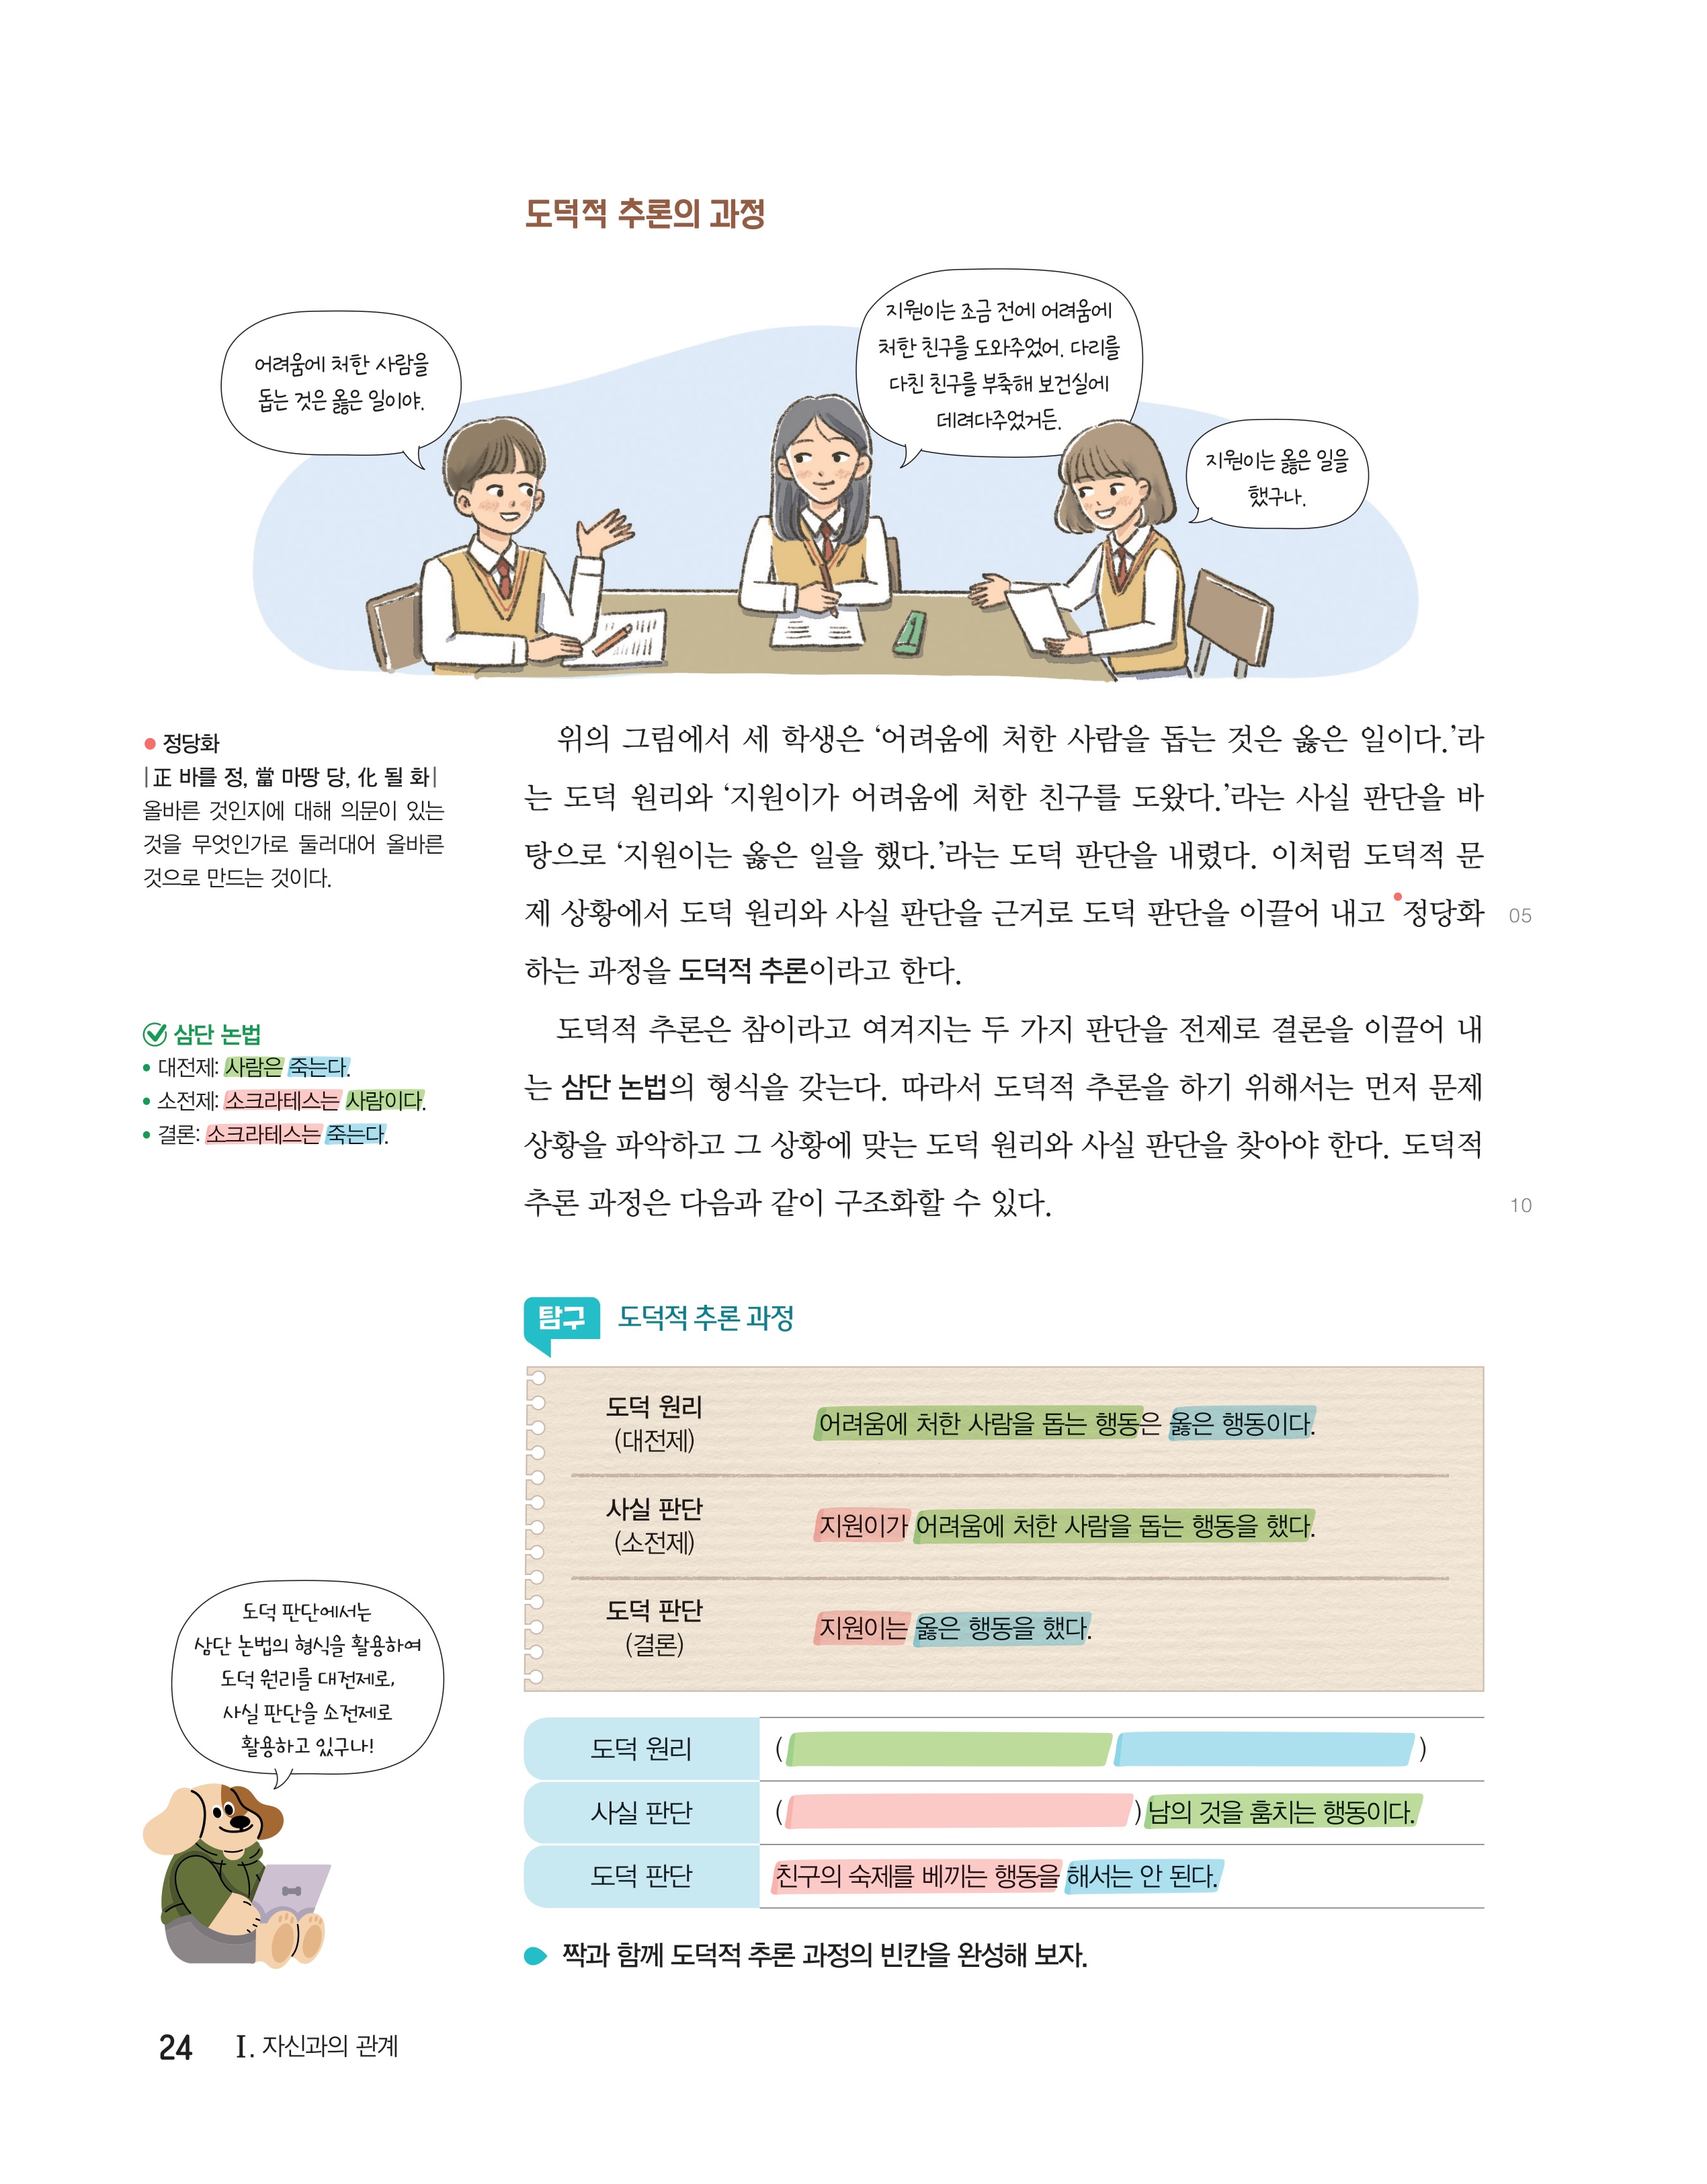 도덕적 추론의 과정
어려움에 처한 사람을
돕는 것은 옳은 일이야.
지원이는 조금 전에 어려움에
처한 친구를 도와주었어. 다리를
다친 친구를 부축해 보건실에
데려다주었거든.
지원이는 옳은 일을
했구나.
위의 그림에서 세 학생은 ‘어려움에 처한 사람을 돕는 것은 옳은 일이다.’라
는 도덕 원리와 ‘지원이가 어려움에 처한 친구를 도왔다.’라는 사실 판단을 바
탕으로 ‘지원이는 옳은 일을 했다.’라는 도덕 판단을 내렸다. 이처럼 도덕적 문
제 상황에서 도덕 원리와 사실 판단을 근거로 도덕 판단을 이끌어 내고 •정당화
05
하는 과정을 도덕적 추론이라고 한다.
도덕적 추론은 참이라고 여겨지는 두 가지 판단을 전제로 결론을 이끌어 내
는 삼단 논법의 형식을 갖는다. 따라서 도덕적 추론을 하기 위해서는 먼저 문제
상황을 파악하고 그 상황에 맞는 도덕 원리와 사실 판단을 찾아야 한다. 도덕적
추론 과정은 다음과 같이 구조화할 수 있다.
10
• 정당화
|正 바를 정, 當 마땅 당, 化 될 화|
올바른 것인지에 대해 의문이 있는
것을 무엇인가로 둘러대어 올바른
것으로 만드는 것이다.
삼단 논법
• 대전제: 사람은 죽는다.
• 소전제: 소크라테스는 사람이다.
• 결론: 소크라테스는 죽는다.
탐구 도덕적 추론 과정
도덕 원리
(대전제)
어려움에 처한 사람을 돕는 행동은 옳은 행동이다.
사실 판단
(소전제)
지원이가 어려움에 처한 사람을 돕는 행동을 했다.
도덕 판단
(결론)
지원이는 옳은 행동을 했다.
도덕 판단에서는
삼단 논법의 형식을 활용하여
도덕 원리를 대전제로,
사실 판단을 소전제로
활용하고 있구나!
도덕 원리 ( )
사실 판단 ( ) 남의 것을 훔치는 행동이다.
도덕 판단 친구의 숙제를 베끼는 행동을 해서는 안 된다.
짝과 함께 도덕적 추론 과정의 빈칸을 완성해 보자.
24 Ⅰ. 자신과의 관계